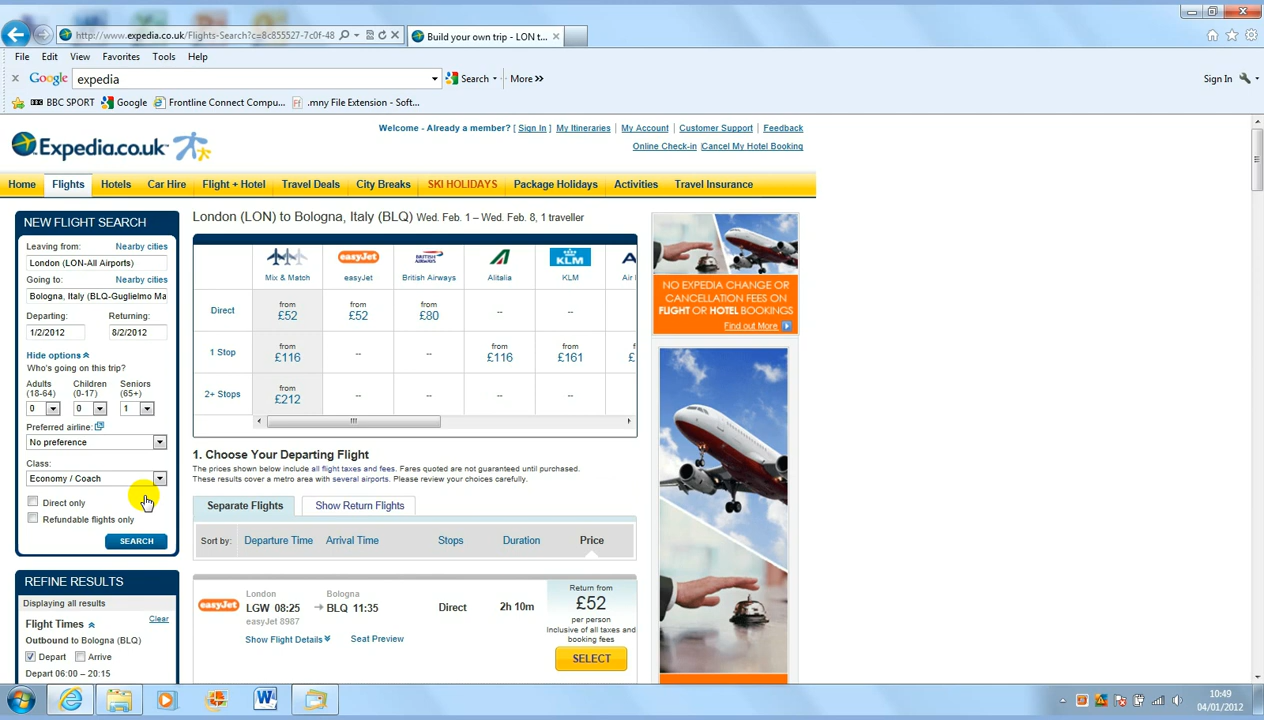 http://www.expedia.co.uk/Flights-Search?c=8c855527-7c0f-48
Build your own trip - LON t...
File Edit View Favorites Tools Help
Google expedia Search More »
Sign In
BBC SPORT Google Frontline Connect Compu... .mny File Extension - Soft...
Expedia.co.uk
Welcome - Already a member? [ Sign In ] My Itineraries My Account Customer Support Feedback
Online Check-in Cancel My Hotel Booking
Home Flights Hotels Car Hire Flight + Hotel Travel Deals City Breaks SKI HOLIDAYS Package Holidays Activities Travel Insurance
NEW FLIGHT SEARCH
Leaving from: Nearby cities
London (LON-All Airports)
Going to: Nearby cities
Bologna, Italy (BLQ-Guglielmo Ma
Departing: Returning:
1/2/2012 8/2/2012
Hide options
Who's going on this trip?
Adults Children Seniors
(18-64) (0-17) (65+)
0 0 1
Preferred airline:
No preference
Class:
Economy / Coach
Direct only
Refundable flights only
SEARCH
REFINE RESULTS
Displaying all results
Flight Times Clear
Outbound to Bologna (BLQ)
Depart Arrive
Depart 06:00 - 20:15
London (LON) to Bologna, Italy (BLQ) Wed. Feb. 1 – Wed. Feb. 8, 1 traveller
easyJet BRITISH AIRWAYS KLM
Mix & Match easyJet British Airways Alitalia KLM Air
from from from
Direct £52 £52 £80 -- --
from from from fr
1 Stop £116 -- -- £116 £161 £
from
2+ Stops £212 -- -- -- --
1. Choose Your Departing Flight
The prices shown below include all flight taxes and fees. Fares quoted are not guaranteed until purchased.
These results cover a metro area with several airports. Please review your choices carefully.
Separate Flights Show Return Flights
Sort by: Departure Time Arrival Time Stops Duration Price
easyJet
London Bologna
LGW 08:25 → BLQ 11:35 Direct 2h 10m
easyJet 8987
Show Flight Details Seat Preview
Return from
£52
per person
Inclusive of all taxes and
booking fees
SELECT
NO EXPEDIA CHANGE OR
CANCELLATION FEES ON
FLIGHT OR HOTEL BOOKINGS
Find out More
10:49
04/01/2012